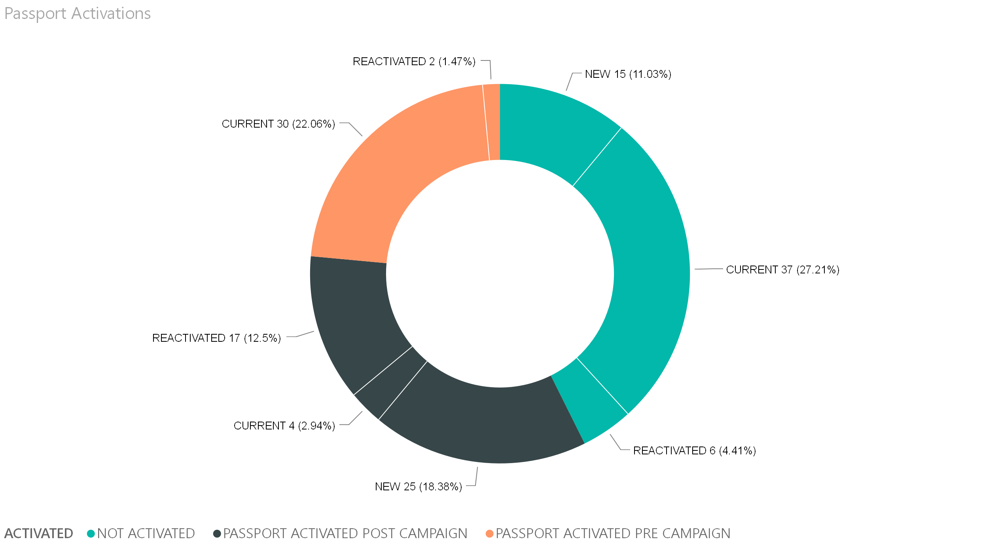 Passport Activations
REACTIVATED 2 (1.47%)
NEW 15 (11.03%)
CURRENT 30 (22.06%)
CURRENT 37 (27.21%)
REACTIVATED 17 (12.5%)
CURRENT 4 (2.94%)
REACTIVATED 6 (4.41%)
NEW 25 (18.38%)
ACTIVATED NOT ACTIVATED PASSPORT ACTIVATED POST CAMPAIGN PASSPORT ACTIVATED PRE CAMPAIGN